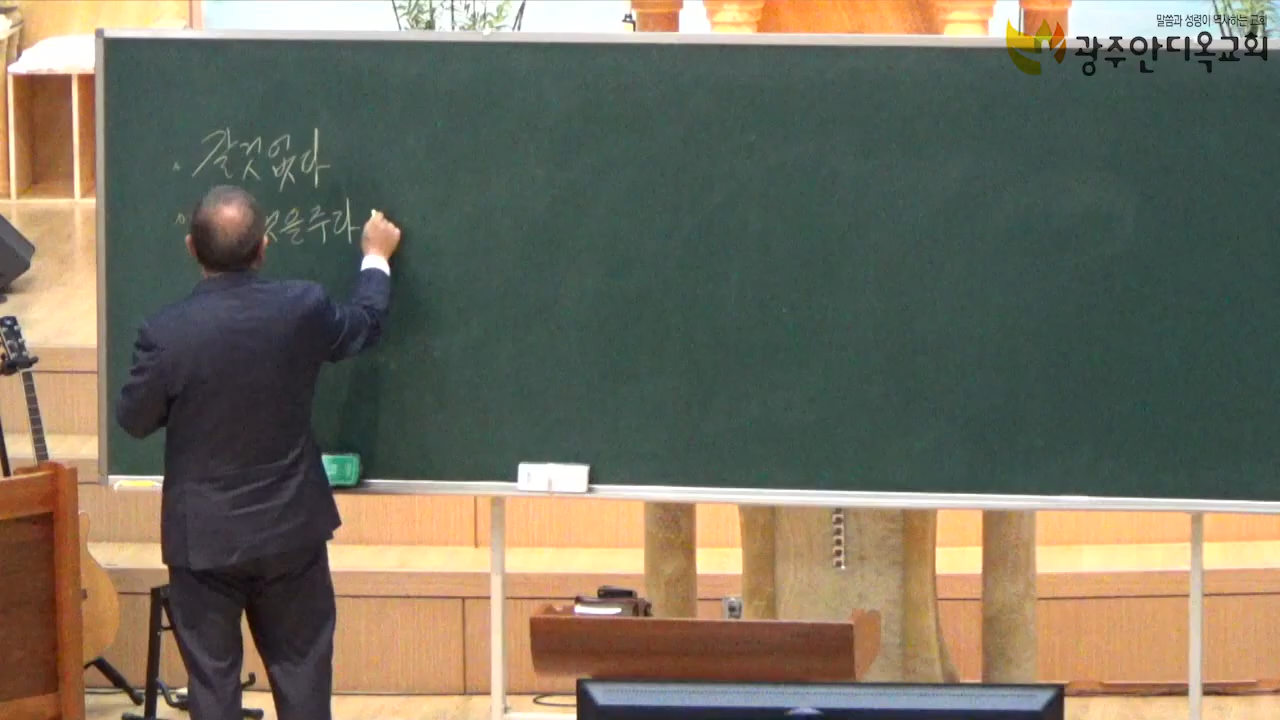 말씀과 성령이 역사하는 교회
광주안디옥교회
갈것없다
것을주라